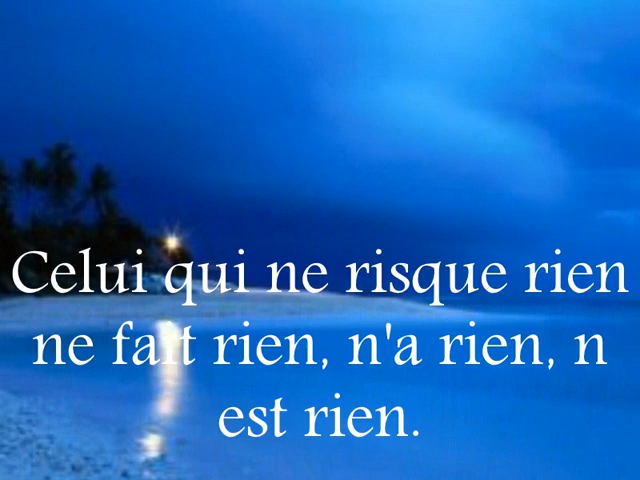 Celui qui ne risque rien
ne fait rien, n'a rien, n
est rien.